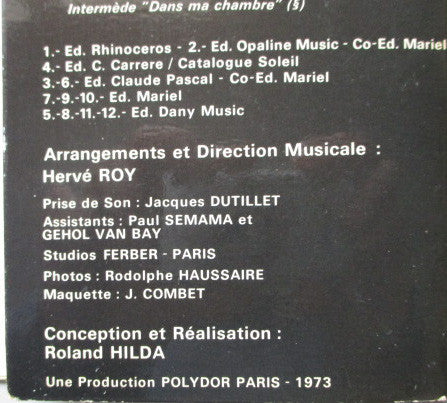 Intermède "Dans ma chambre" (§)
1.- Ed. Rhinoceros - 2.- Ed. Opaline Music - Co-Ed. Mariel
4.- Ed. C. Carrere / Catalogue Soleil
3.-6.- Ed. Claude Pascal - Co-Ed. Mariel
7.-9.-10.- Ed. Mariel
5.-8.-11.-12.- Ed. Dany Music
Arrangements et Direction Musicale :
Hervé ROY
Prise de Son : Jacques DUTILLET
Assistants : Paul SEMAMA et
GEHOL VAN BAY
Studios FERBER - PARIS
Photos : Rodolphe HAUSSAIRE
Maquette : J. COMBET
Conception et Réalisation :
Roland HILDA
Une Production POLYDOR PARIS - 1973